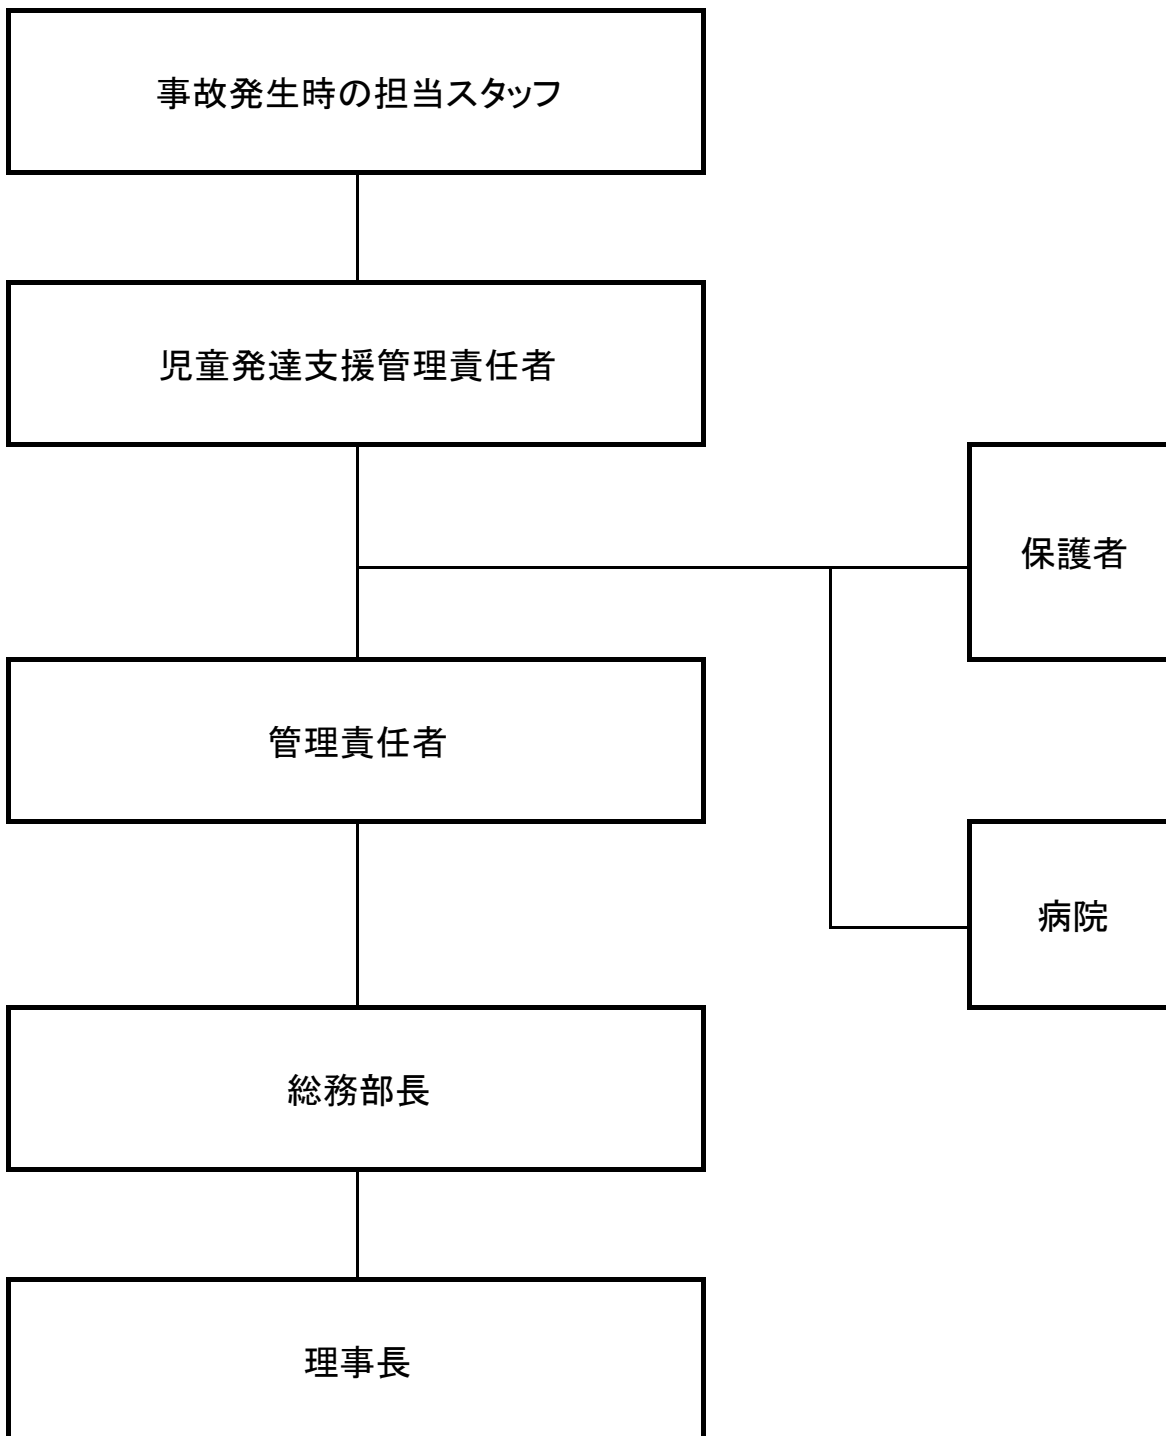 事故発生時の担当スタッフ
児童発達支援管理責任者
保護者
管理責任者
病院
総務部長
理事長